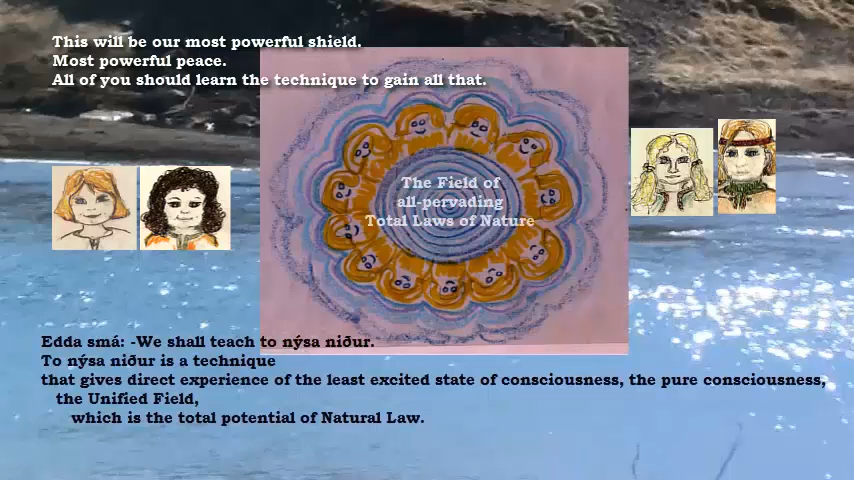 This will be our most powerful shield.
Most powerful peace.
All of you should learn the technique to gain all that.
The Field of
all-pervading
Total Laws of Nature
Edda smá: -We shall teach to nýsa niður.
To nýsa niður is a technique
that gives direct experience of the least excited state of consciousness, the pure consciousness,
the Unified Field,
which is the total potential of Natural Law.